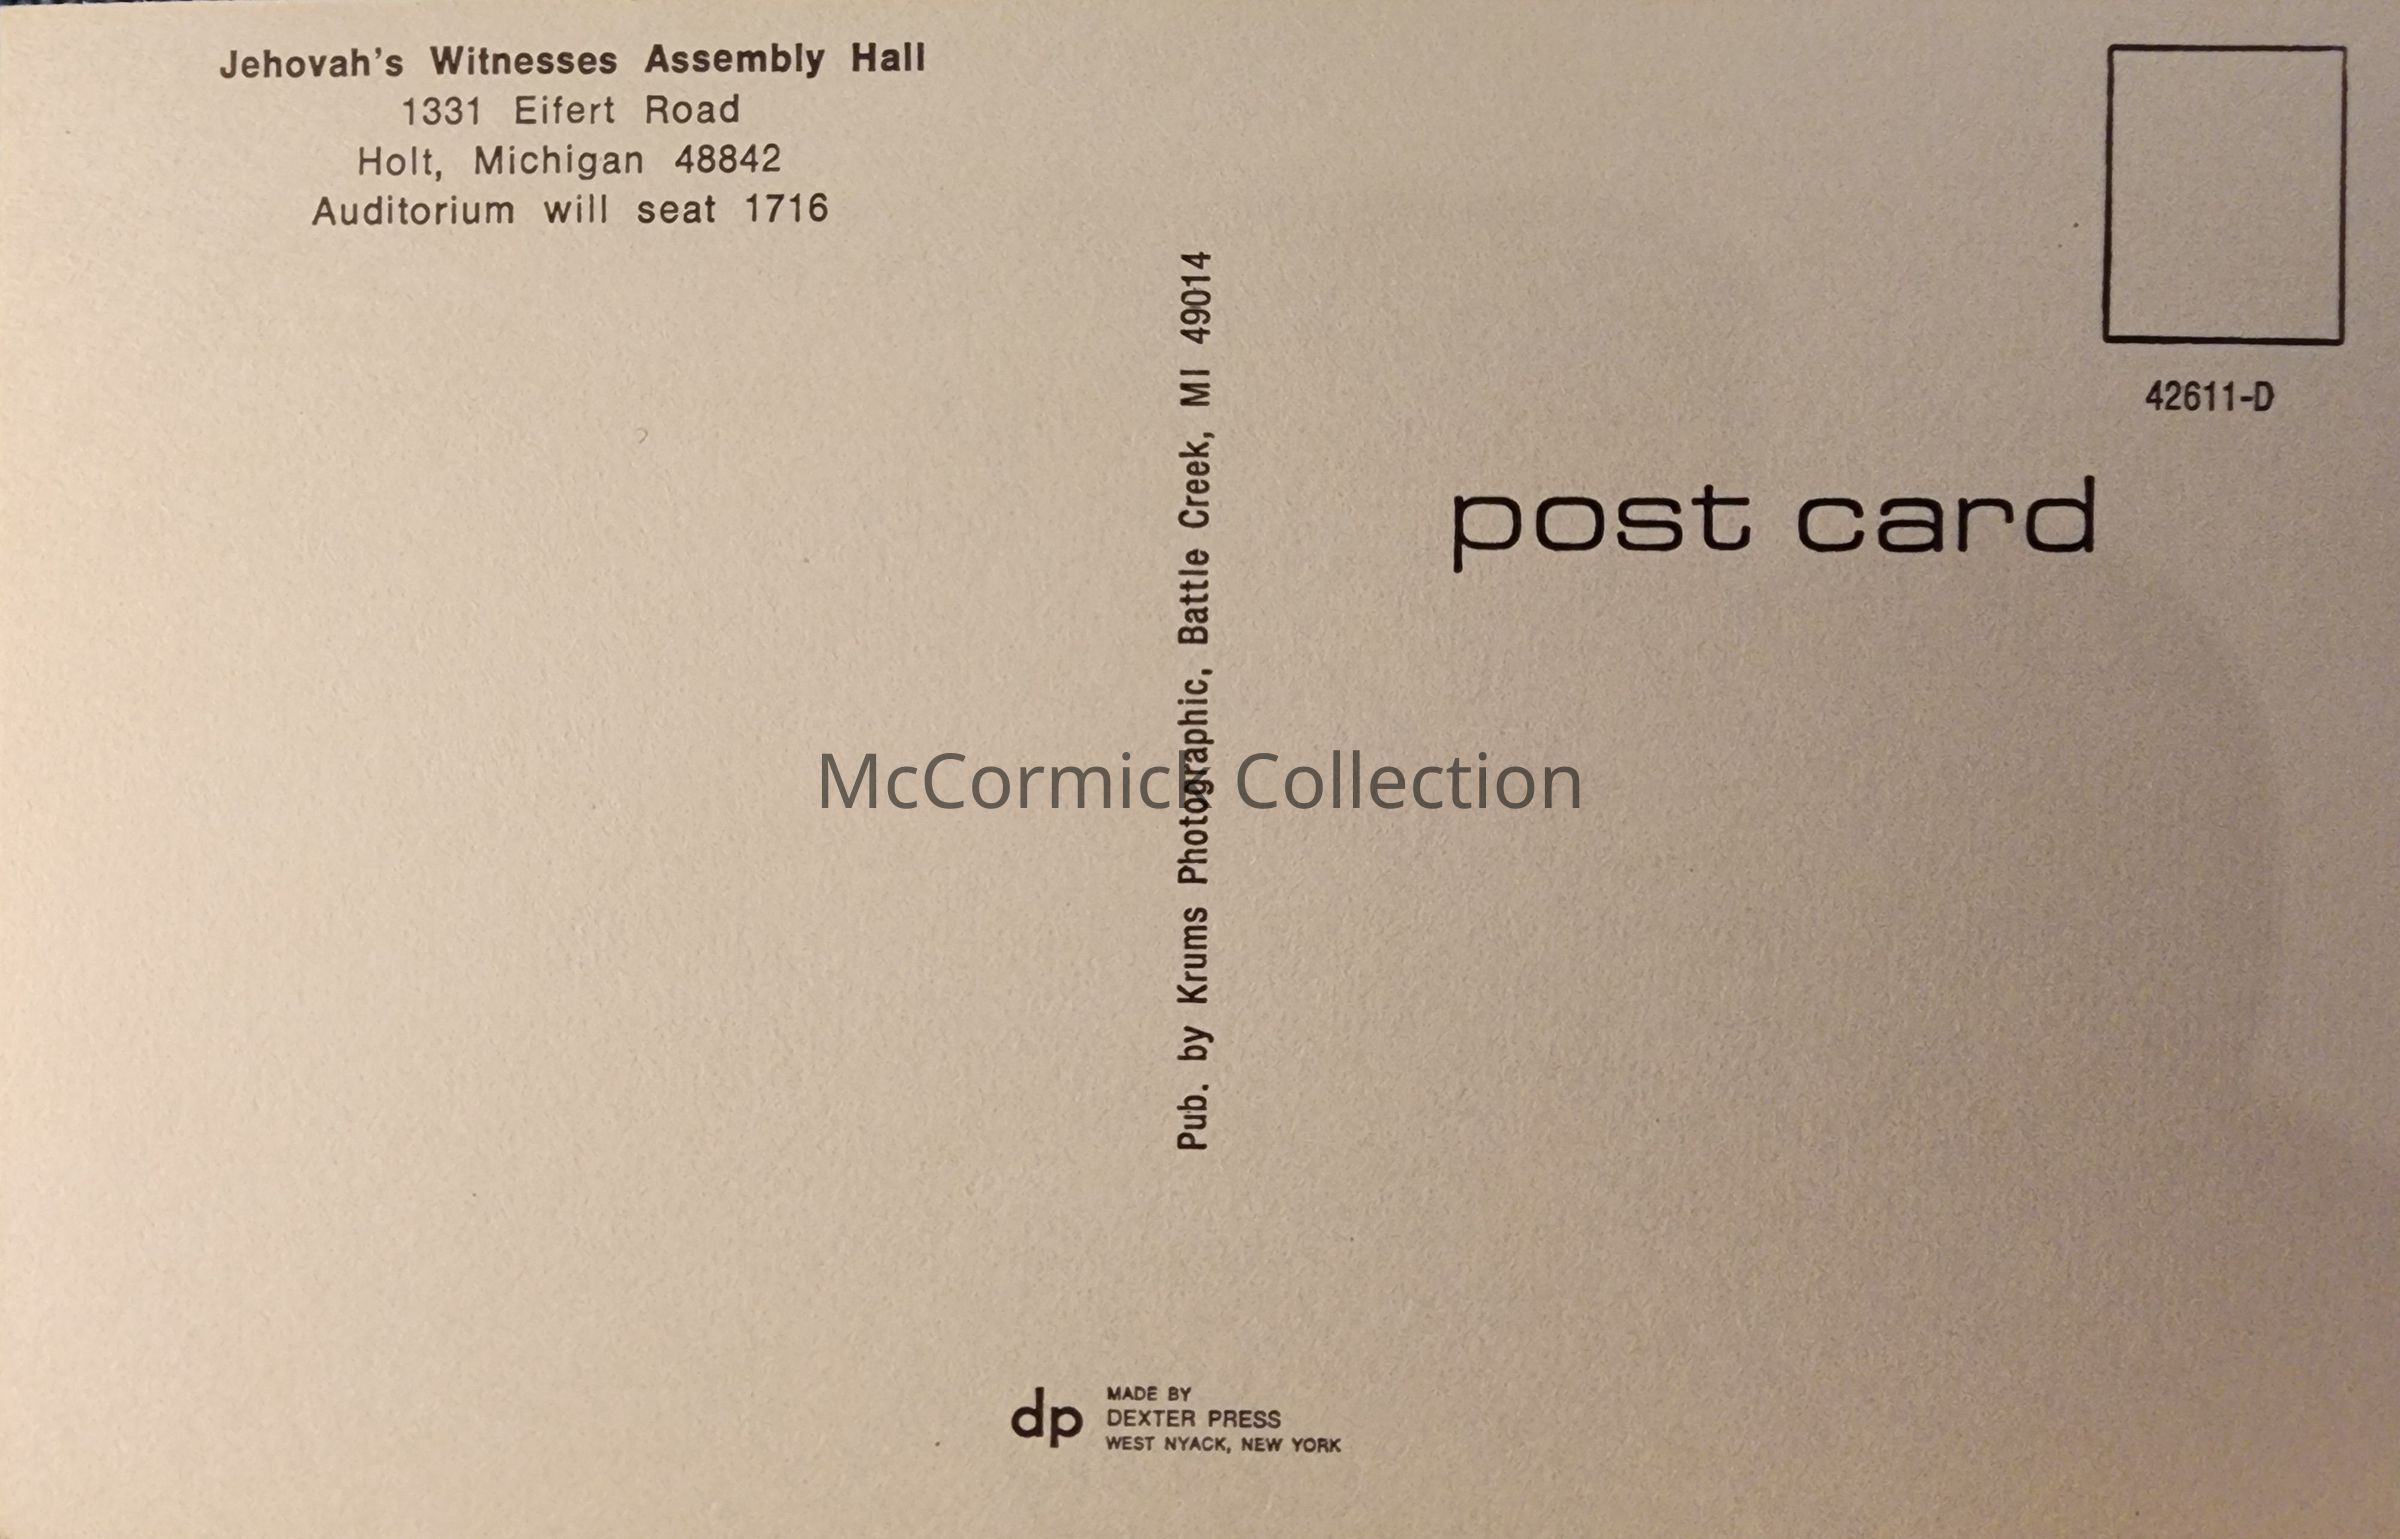 Jehovah's Witnesses Assembly Hall
1331 Eifert Road
Holt, Michigan 48842
Auditorium will seat 1716
Pub. by Krums Photographic, Battle Creek, MI 49014
42611-D
post card
McCormick Collection
dp
MADE BY
DEXTER PRESS
WEST NYACK, NEW YORK